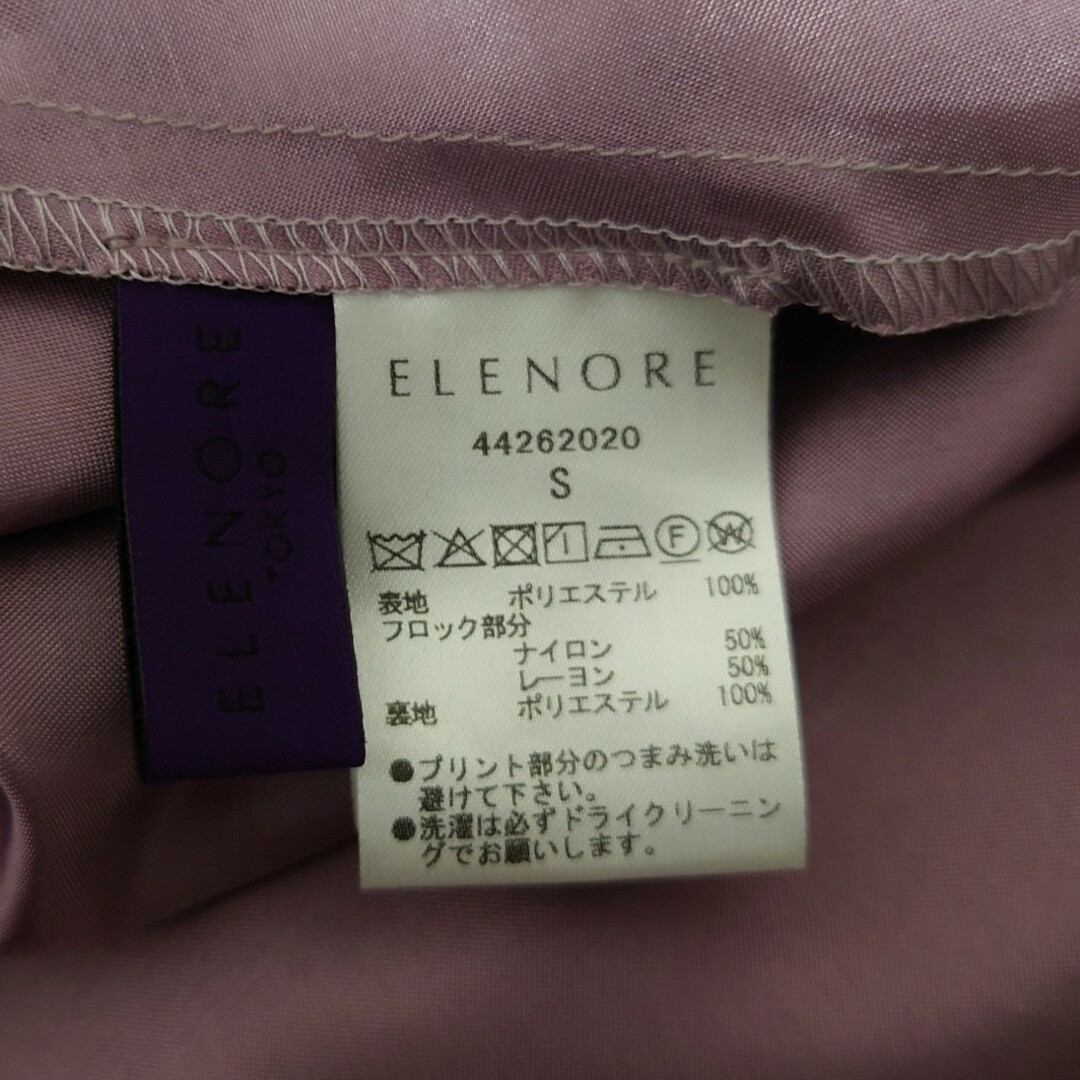 ELENORE
TOKYO
ELENORE
44262020
S
F W
表地 ポリエステル 100%
フロック部分
ナイロン 50%
レーヨン 50%
裏地 ポリエステル 100%
●プリント部分のつまみ洗いは
避けて下さい。
●洗濯は必ずドライクリーニン
グでお願いします。